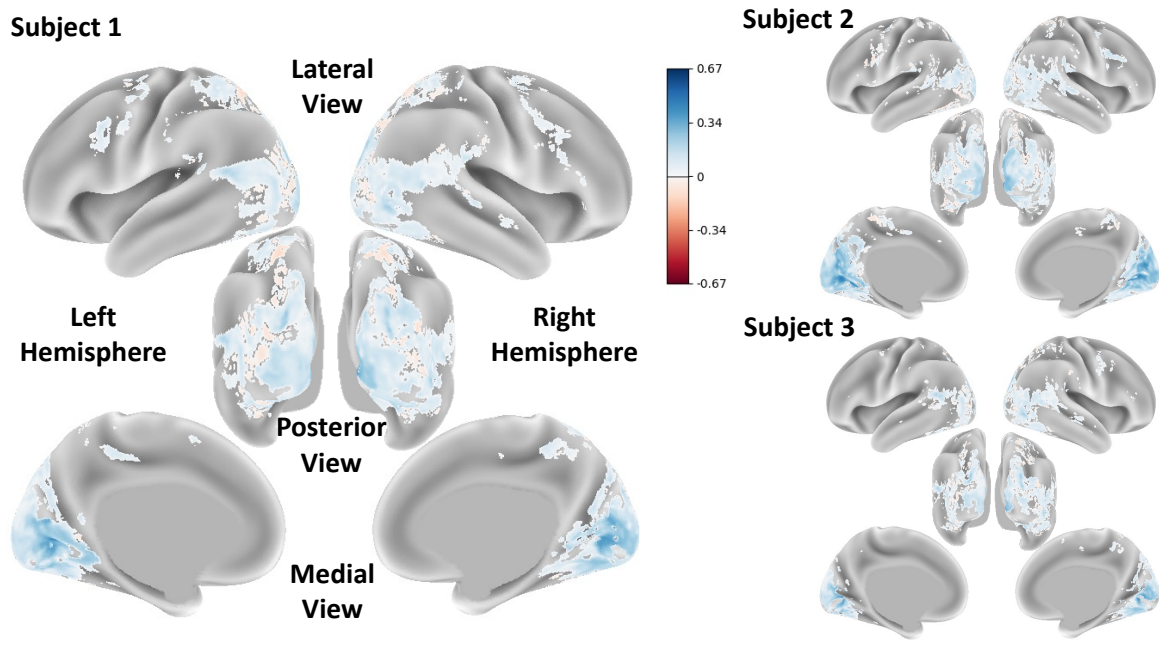 Subject 1
Lateral
View
0.67
0.34
0
-0.34
-0.67
Left
Hemisphere
Right
Hemisphere
Posterior
View
Medial
View
Subject 2
Subject 3